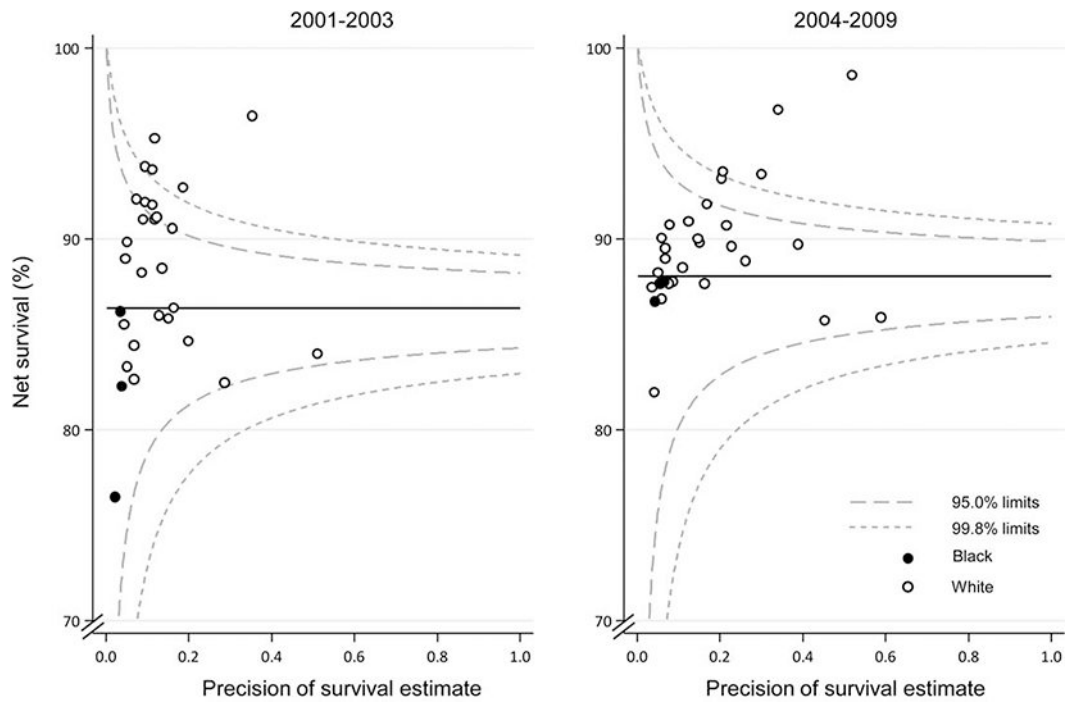 2001-2003
2004-2009
Net survival (%)
100
90
80
70
0.0 0.2 0.4 0.6 0.8 1.0
Precision of survival estimate
100
90
80
70
95.0% limits
99.8% limits
Black
White
0.0 0.2 0.4 0.6 0.8 1.0
Precision of survival estimate